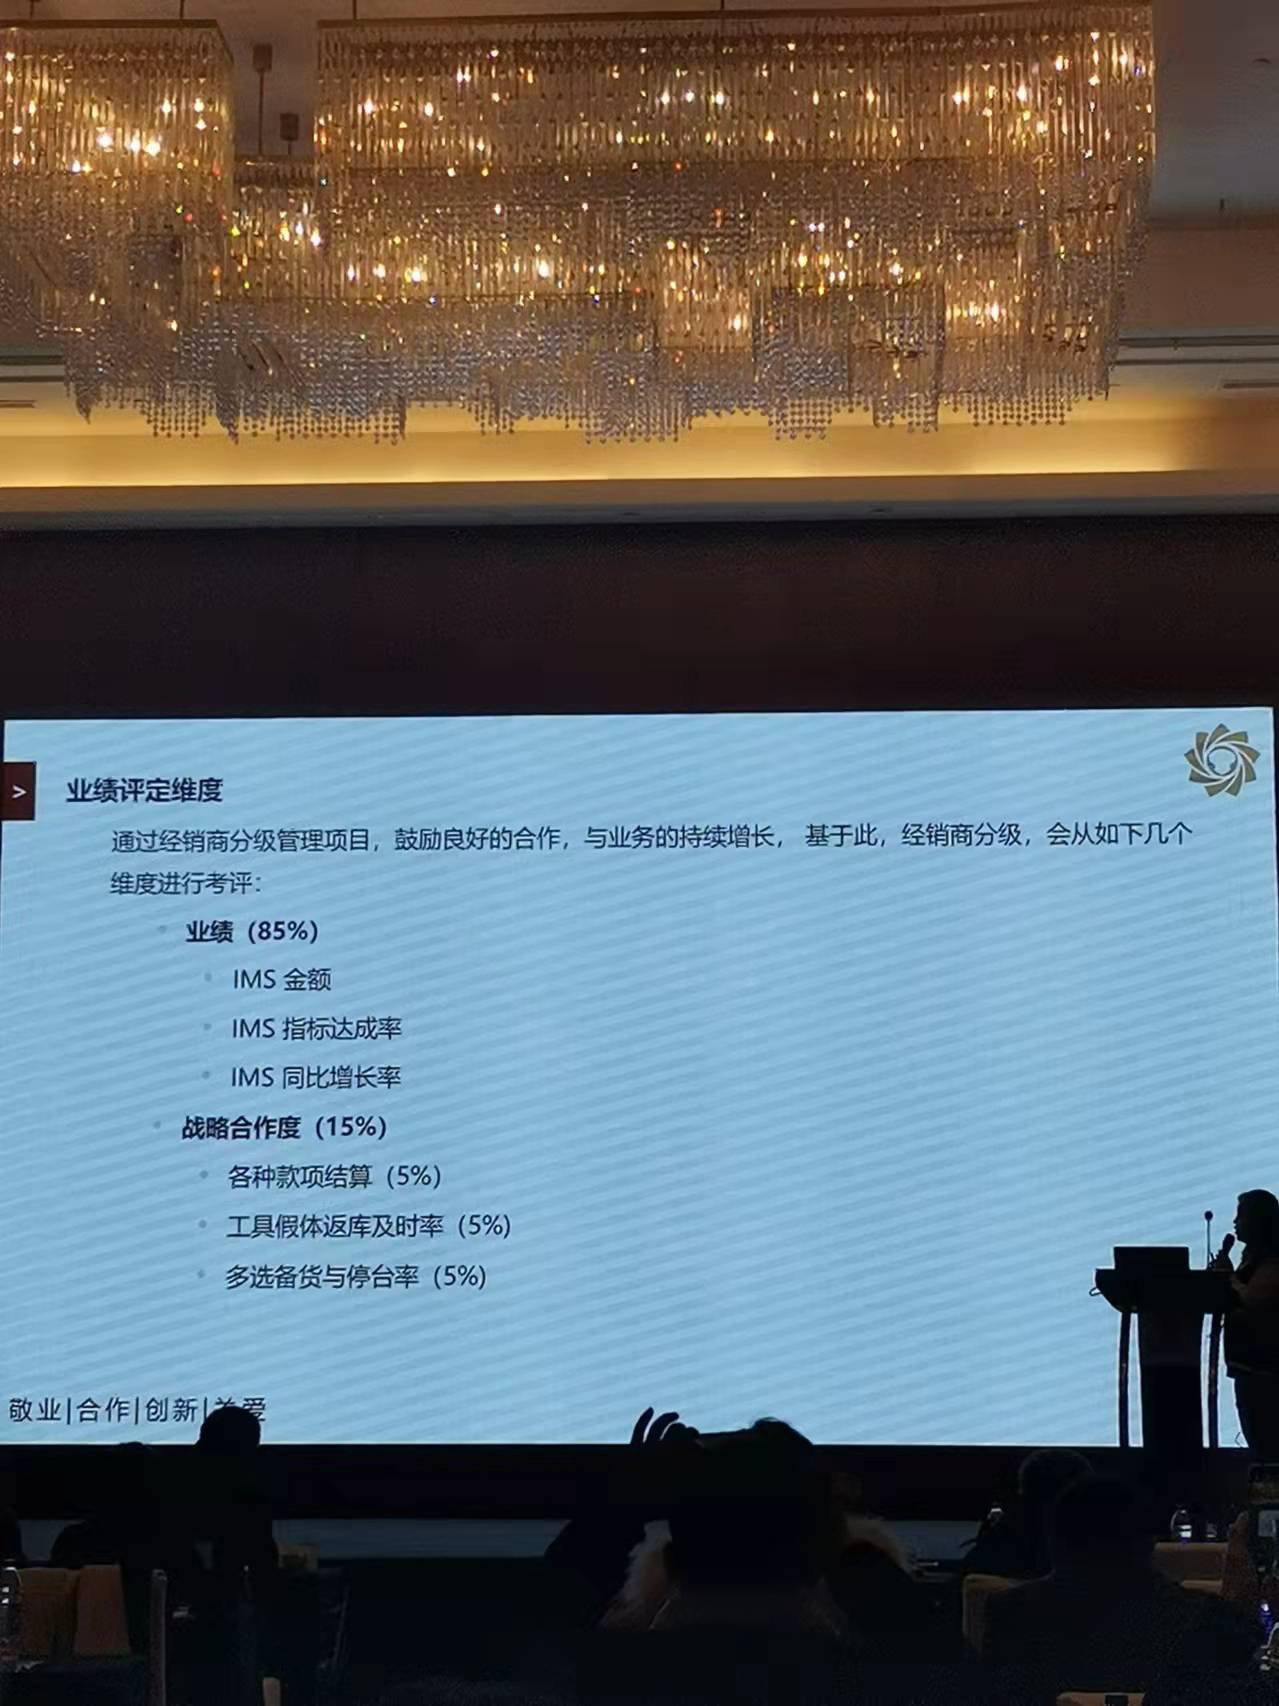 >
业绩评定维度
通过经销商分级管理项目，鼓励良好的合作，与业务的持续增长， 基于此，经销商分级，会从如下几个
维度进行考评：
业绩（85%）
IMS 金额
IMS 指标达成率
IMS 同比增长率
战略合作度（15%）
各种款项结算（5%）
工具假体返库及时率（5%）
多选备货与停台率（5%）
敬业|合作|创新|关爱